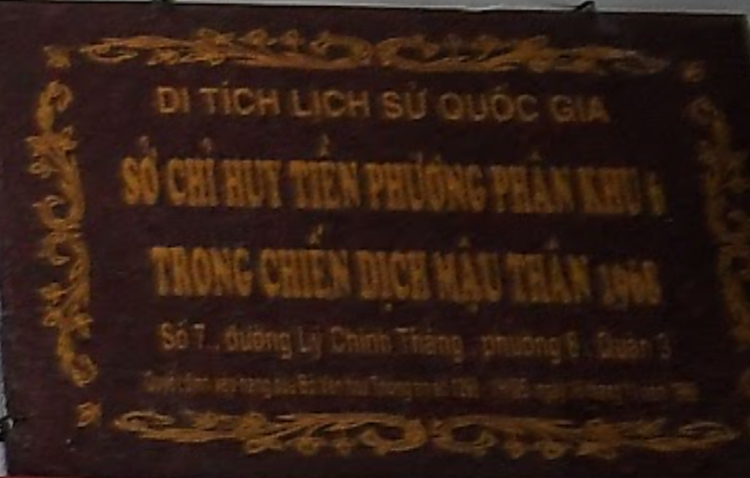 DI TÍCH LỊCH SỬ QUỐC GIA
SỞ CHỈ HUY TIỀN PHƯƠNG PHÂN KHU 6
TRONG CHIẾN DỊCH MẬU THÂN 1968
Số 7 , đường Lý Chính Thắng , phường 8 , Quận 3